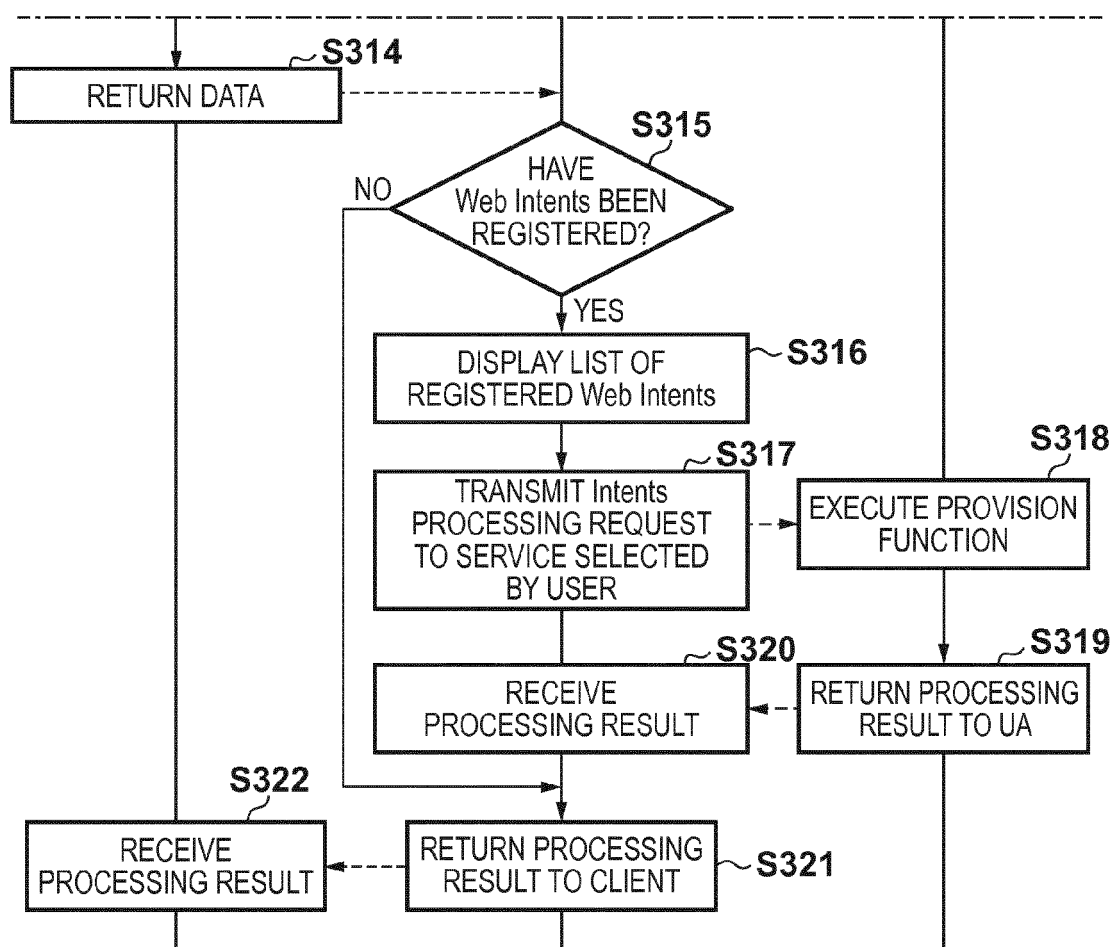 S314
RETURN DATA
S315
HAVE
Web Intents BEEN
REGISTERED?
NO
YES
S316
DISPLAY LIST OF
REGISTERED Web Intents
S317
TRANSMIT Intents
PROCESSING REQUEST
TO SERVICE SELECTED
BY USER
S318
EXECUTE PROVISION
FUNCTION
S319
RETURN PROCESSING
RESULT TO UA
S320
RECEIVE
PROCESSING RESULT
S321
RETURN PROCESSING
RESULT TO CLIENT
S322
RECEIVE
PROCESSING RESULT